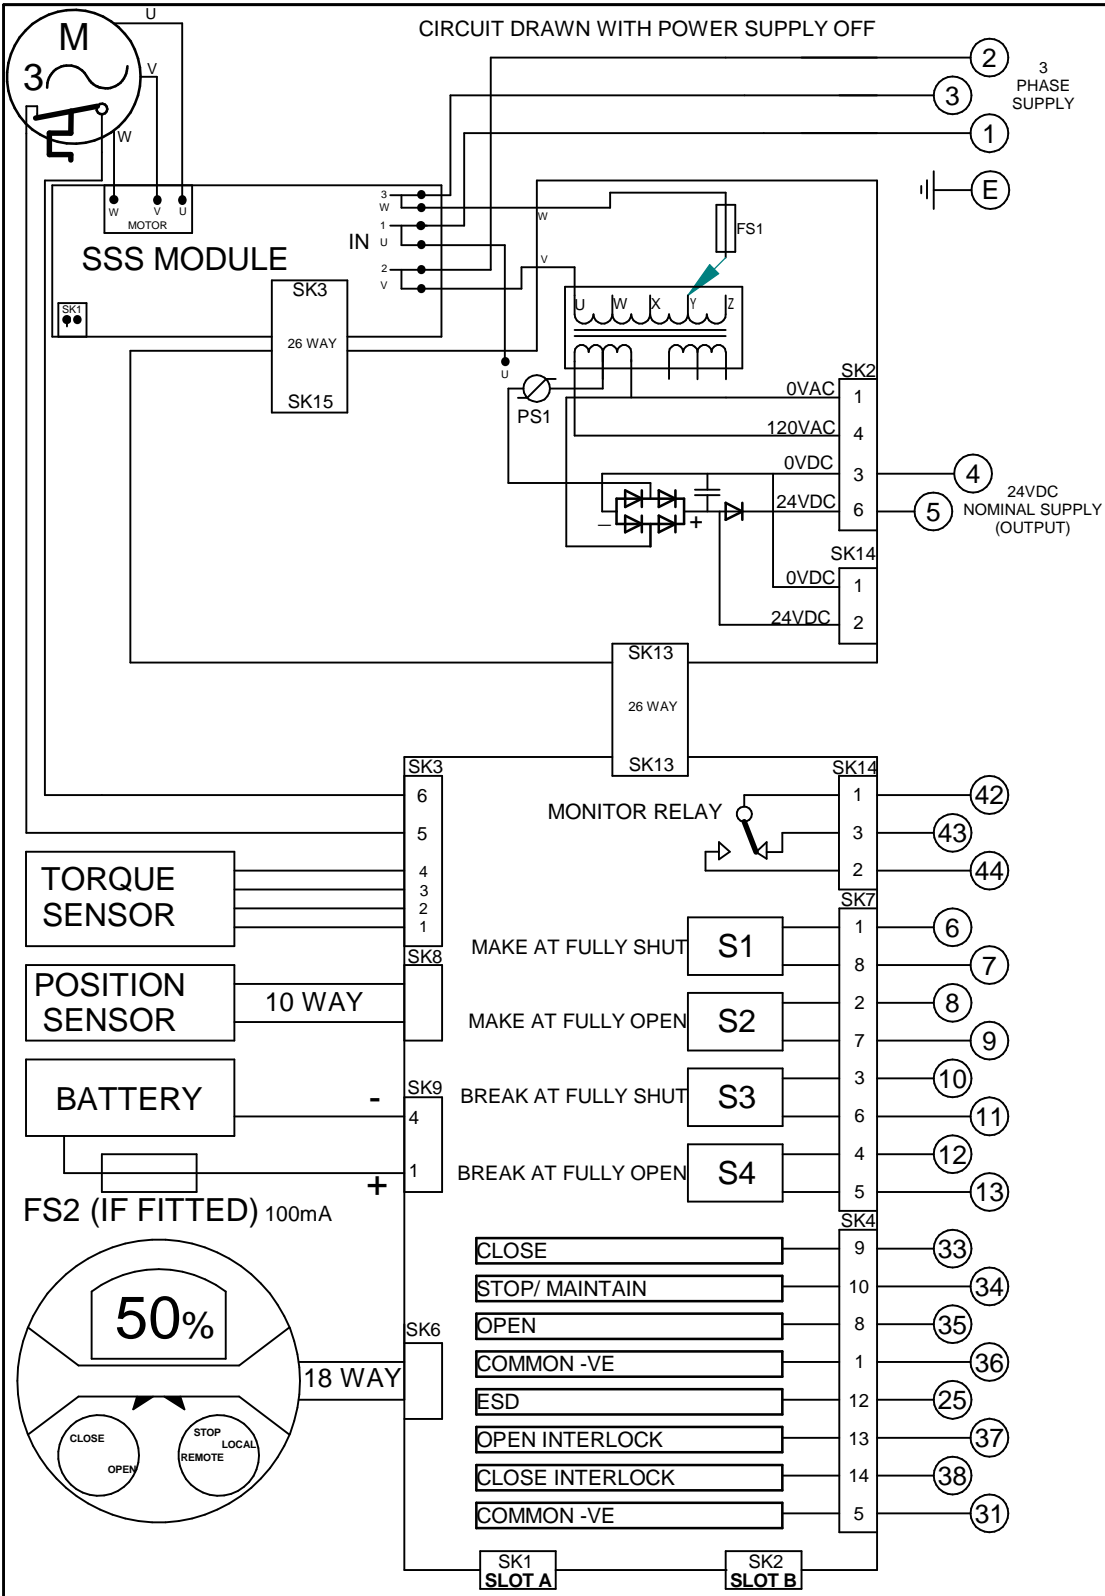 CIRCUIT DRAWN WITH POWER SUPPLY OFF
U
M
3
V
W
2
3
1
3
PHASE
SUPPLY
E
W V U
MOTOR
SSS MODULE
IN
3
W
1
U
2
V
W
V
FS1
U W X Y Z
SK1
SK3
26 WAY
SK15
U
PS1
SK2
0VAC 1
120VAC 4
0VDC 3 4
24VDC 6 5
24VDC
NOMINAL SUPPLY
(OUTPUT)
– +
SK14
0VDC 1
24VDC 2
SK13
26 WAY
SK13
SK3
6
5
4
3
2
1
TORQUE
SENSOR
SK8
POSITION
SENSOR
10 WAY
BATTERY
SK9
- 4
+ 1
FS2 (IF FITTED) 100mA
MONITOR RELAY
SK14
1 42
3 43
2 44
SK7
MAKE AT FULLY SHUT S1
1 6
8 7
MAKE AT FULLY OPEN S2
2 8
7 9
BREAK AT FULLY SHUT S3
3 10
6 11
BREAK AT FULLY OPEN S4
4 12
5 13
SK4
CLOSE 9 33
STOP/ MAINTAIN 10 34
OPEN 8 35
COMMON -VE 1 36
ESD 12 25
OPEN INTERLOCK 13 37
CLOSE INTERLOCK 14 38
COMMON -VE 5 31
50%
SK6
18 WAY
CLOSE
OPEN
STOP
LOCAL
REMOTE
SK1
SLOT A
SK2
SLOT B